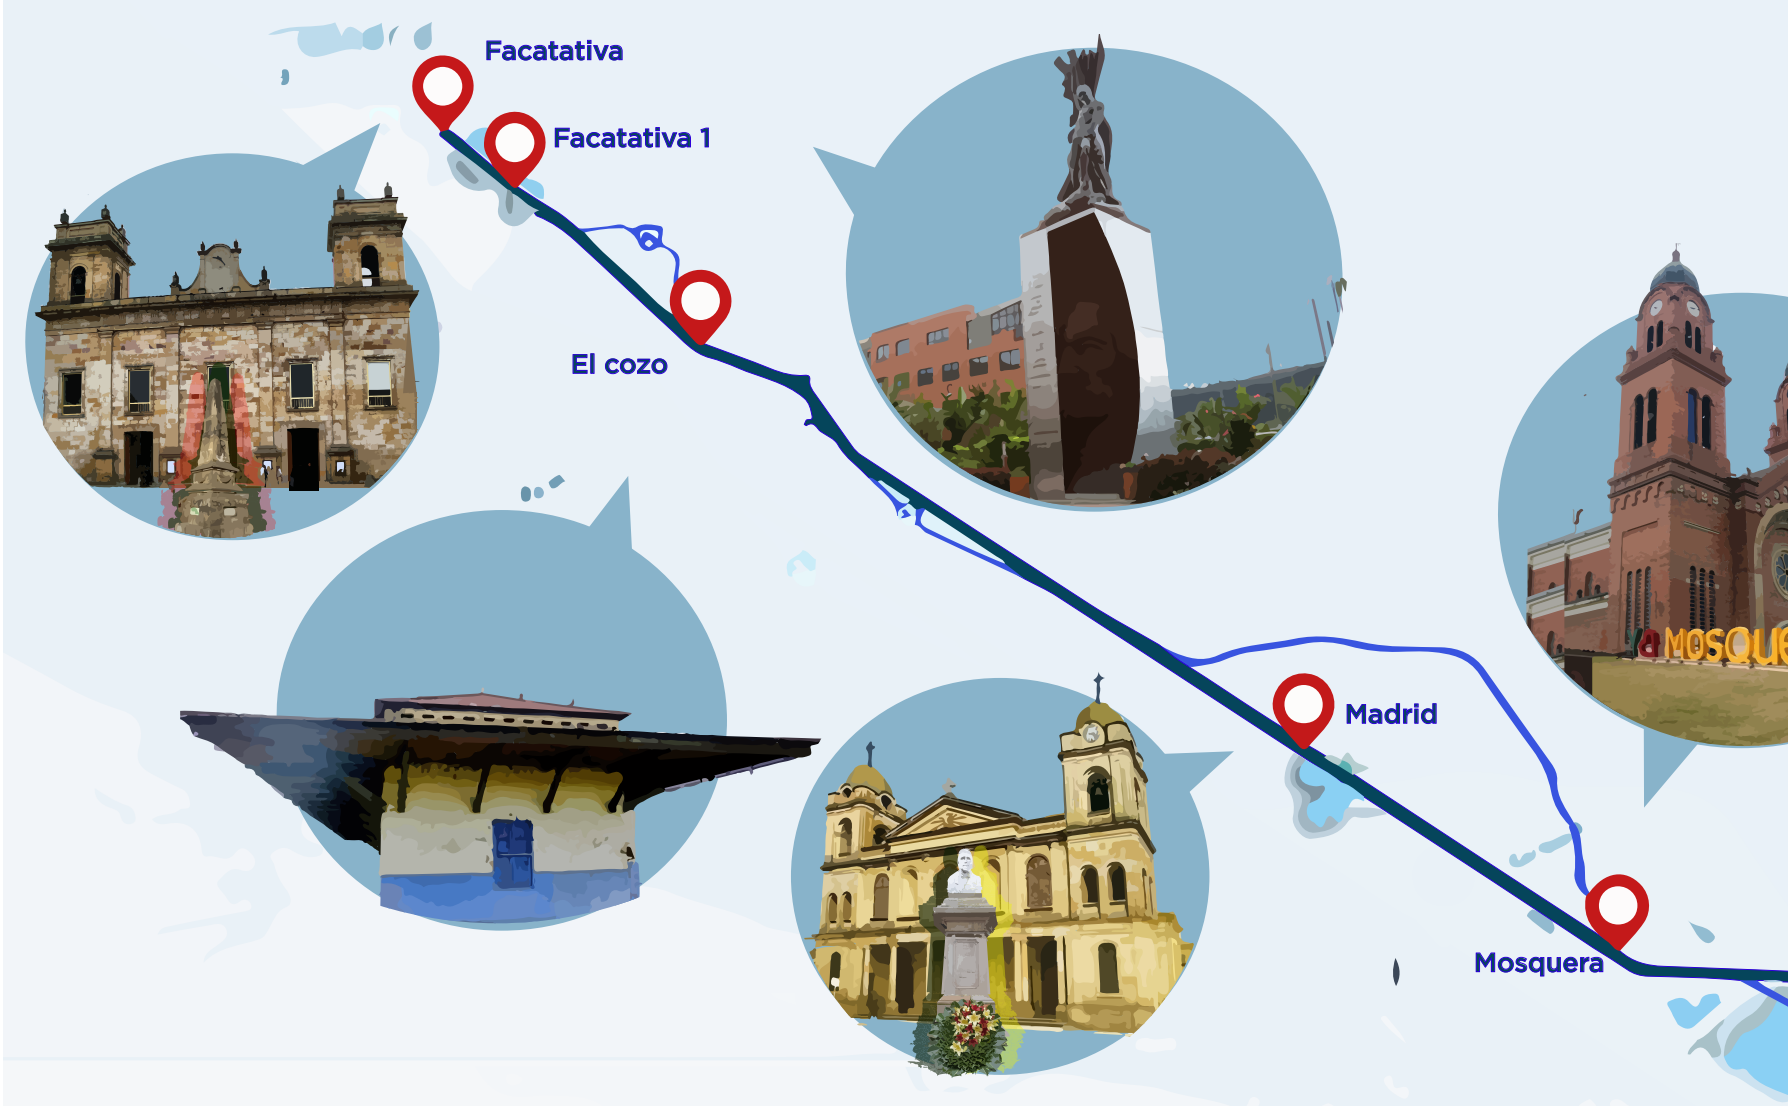 Facatativa
Facatativa 1
El cozo
Madrid
Mosquera
MOSQUE